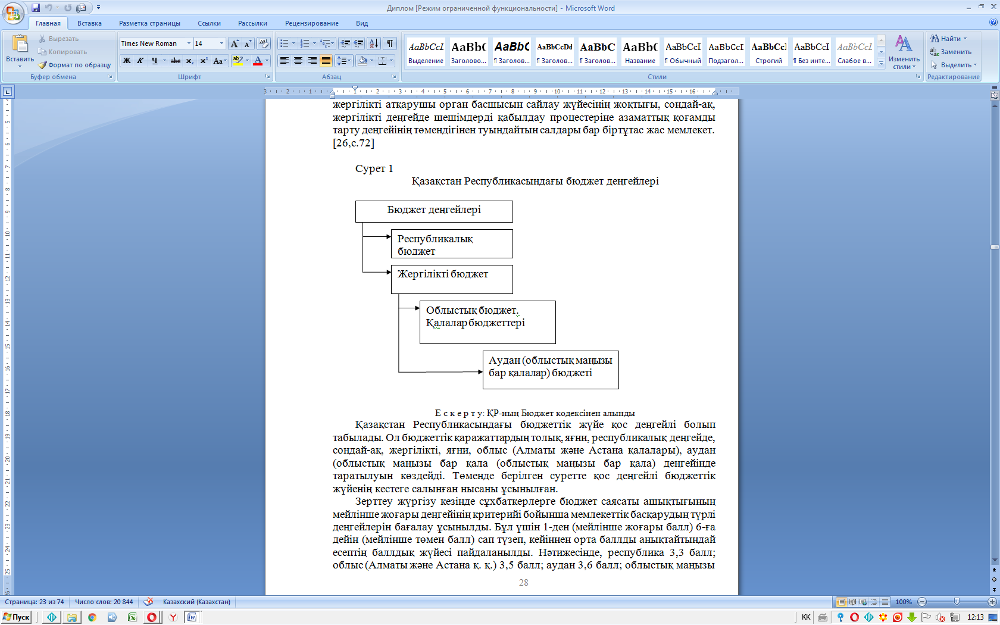 Диплом [Режим ограниченной функциональности] - Microsoft Word
Главная
Вставка
Разметка страницы
Ссылки
Рассылки
Рецензирование
Вид
Вставить
Вырезать
Копировать
Формат по образцу
Буфер обмена
Times New Roman
14
Шрифт
Абзац
AaBbCcI
Выделение
AaBbC
Заголово...
AaBbC
¶ Заголов...
AaBbCcDd
¶ Заголов...
AaBbC
¶ Заголов...
AaBbC
Название
AaBbCcI
¶ Обычный
AaBbCcI
Подзагол...
AaBbCcI
Строгий
AaBbCcI
¶ Без инте...
AaBbCcI
Слабое в...
Стили
Изменить
стили
Найти
Заменить
Выделить
Редактирование
жергілікті атқарушы орган басшысын сайлау жүйесінің жоқтығы, сондай-ақ,
жергілікті деңгейде шешімдерді қабылдау процестеріне азаматтық қоғамды
тарту деңгейінің төмендігінен туындайтын салдары бар біртұтас жас мемлекет.
[26,с.72]
Сурет 1
Қазақстан Республикасындағы бюджет деңгейлері
Бюджет деңгейлері
Республикалық
бюджет
Жергілікті бюджет
Облыстық бюджет.
Қалалар бюджеттері
Аудан (облыстық маңызы
бар қалалар) бюджеті
Е с к е р т у: ҚР-ның Бюджет кодексінен алынды
Қазақстан Республикасындағы бюджеттік жүйе қос деңгейлі болып
табылады. Ол бюджеттік қаражаттардың толық, яғни, республикалық деңгейде,
сондай-ақ, жергілікті, яғни, облыс (Алматы және Астана қалалары), аудан
(облыстық маңызы бар қала (облыстық маңызы бар қала) деңгейінде
таратылуын көздейді. Төменде берілген суретте қос деңгейлі бюджеттік
жүйенің кестеге салынған нысаны ұсынылған.
Зерттеу жүргізу кезінде сұхбаткерлерге бюджет саясаты ашықтығының
мейлінше жоғары деңгейінің критерийі бойынша мемлекеттік басқарудың түрлі
деңгейлерін бағалау ұсынылды. Бұл үшін 1-ден (мейлінше жоғары балл) 6-ға
дейін (мейлінше төмен балл) сап түзеп, кейіннен орта баллды анықтайтындай
есептің баллдық жүйесі пайдаланылды. Нәтижесінде, республика 3,3 балл;
облыс (Алматы және Астана қ. қ.) 3,5 балл; аудан 3,6 балл; облыстық маңызы
28
Страница: 23 из 74
Число слов: 20 844
Казахский (Казахстан)
100%
Пуск
KK
12:13